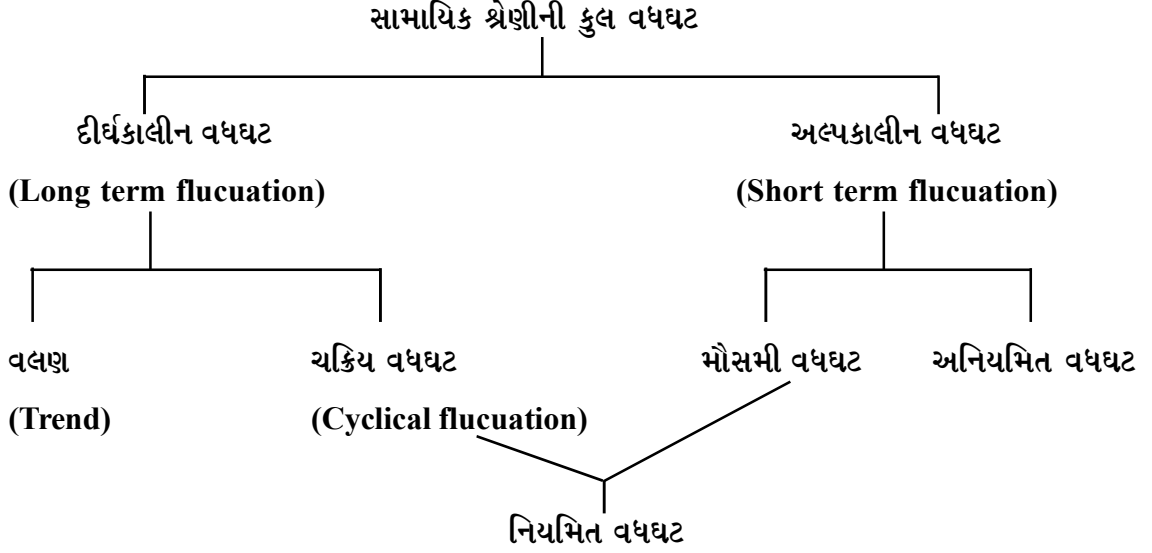 સામાયિક શ્રેણીની કુલ વધઘટ
દીર્ઘકાલીન વધઘટ
અલ્પકાલીન વધઘટ
(Long term flucuation)
(Short term flucuation)
વલણ
ચક્રિય વધઘટ
મૌસમી વધઘટ
અનિયમિત વધઘટ
(Trend)
(Cyclical flucuation)
નિયમિત વધઘટ